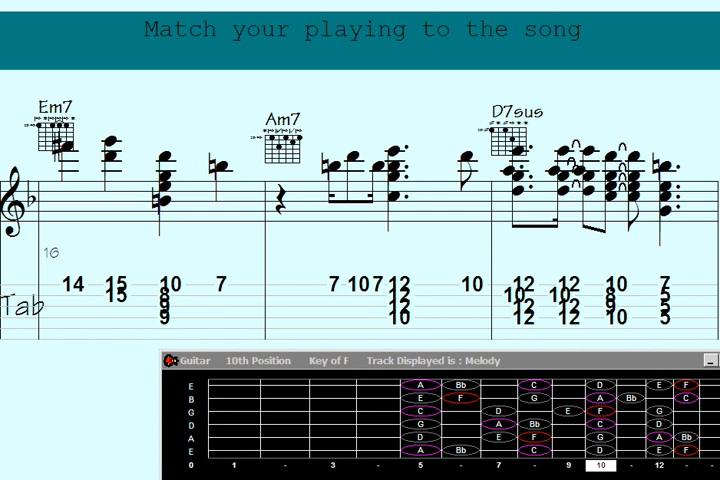 Match your playing to the song
Em7 Am7 D7sus
16
14 15 10 7 7 10 7 12 10 12 12 10 7
15 8 12 10 10 8 5
9 12 12 12 9 5
9 10 12 12 10 5
Tab
Guitar 10th Position Key of F Track Displayed is : Melody
E A Bb C D E F
B E F G A Bb C
G C D E F G
D G A Bb C D
A D E F G A Bb
E A Bb C D E F
0 1 - 3 - 5 - 7 - 9 10 - 12 - -